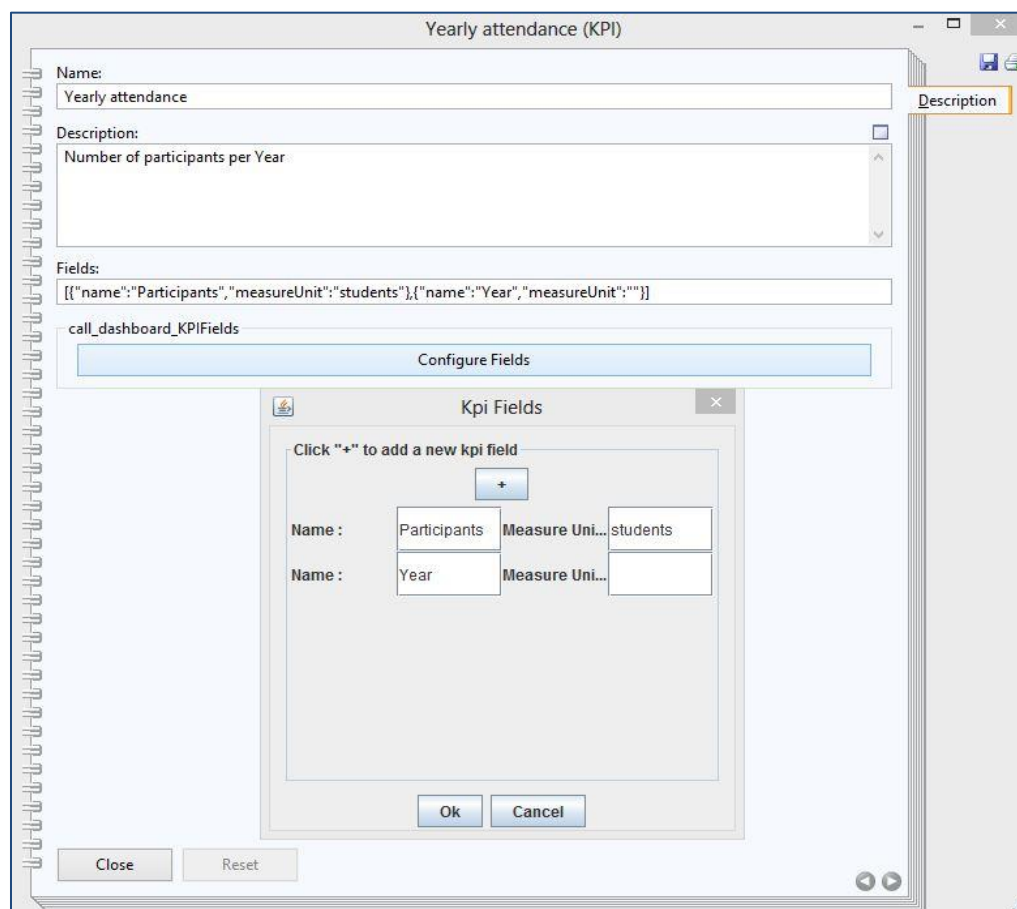 Yearly attendance (KPI)
Name:
Yearly attendance
Description
Description:
Number of participants per Year
Fields:
[{"name":"Participants","measureUnit":"students"},{"name":"Year","measureUnit":""}]
call_dashboard_KPIFields
Configure Fields
Kpi Fields
Click "+" to add a new kpi field
+
Name : Participants Measure Uni... students
Name : Year Measure Uni...
Ok Cancel
Close Reset